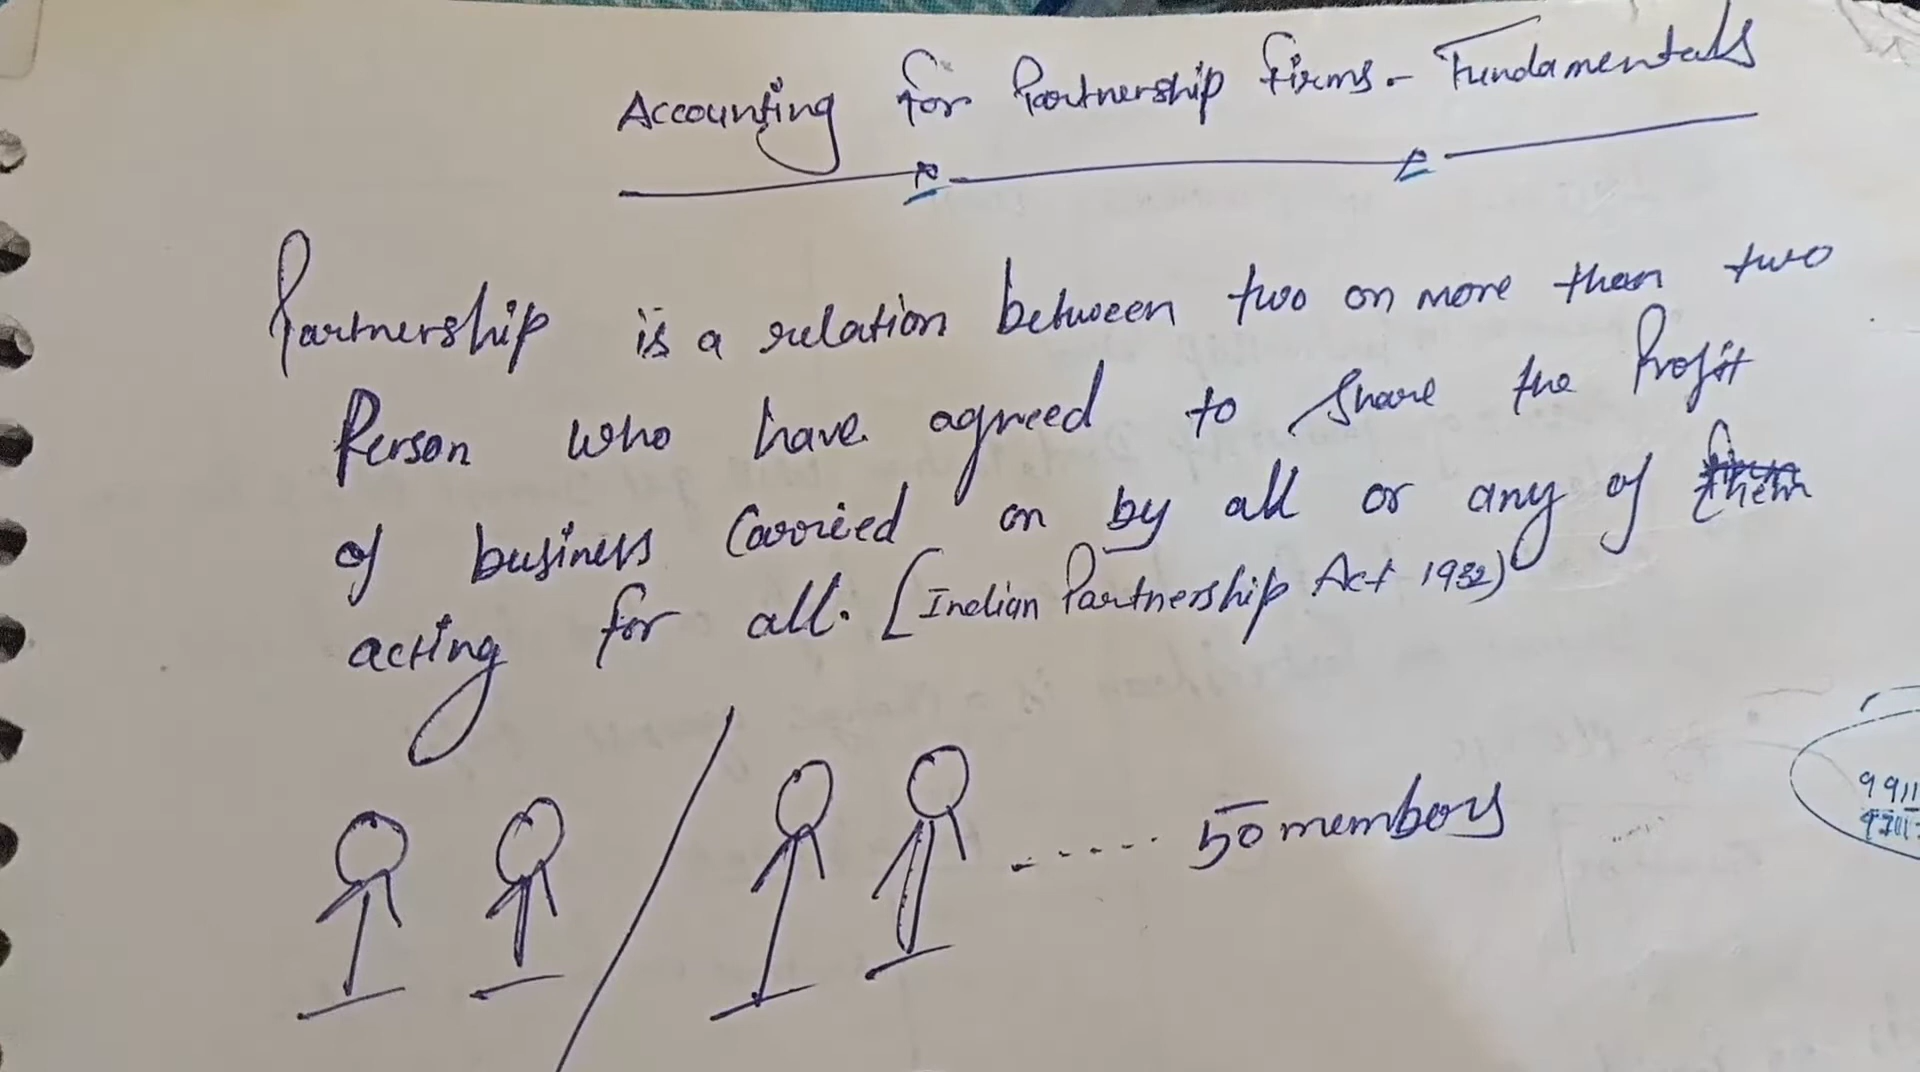 Accounting for Partnership Firms - Fundamentals
Partnership is a relation between two or more than two
Person who have agreed to share the Profit
of business Carried on by all or any of them
acting for all. [Indian Partnership Act 1932)
50 members
9911